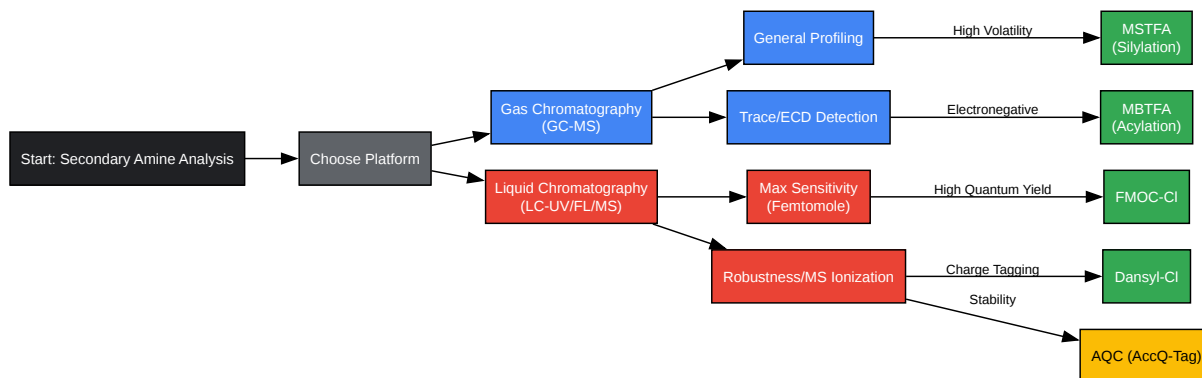 Start: Secondary Amine Analysis
Choose Platform
Gas Chromatography
(GC-MS)
General Profiling
High Volatility
MSTFA
(Silylation)
Trace/ECD Detection
Electronegative
MBTFA
(Acylation)
Liquid Chromatography
(LC-UV/FL/MS)
Max Sensitivity
(Femtomole)
High Quantum Yield
FMOC-Cl
Robustness/MS Ionization
Charge Tagging
Dansyl-Cl
Stability
AQC (AccQ-Tag)